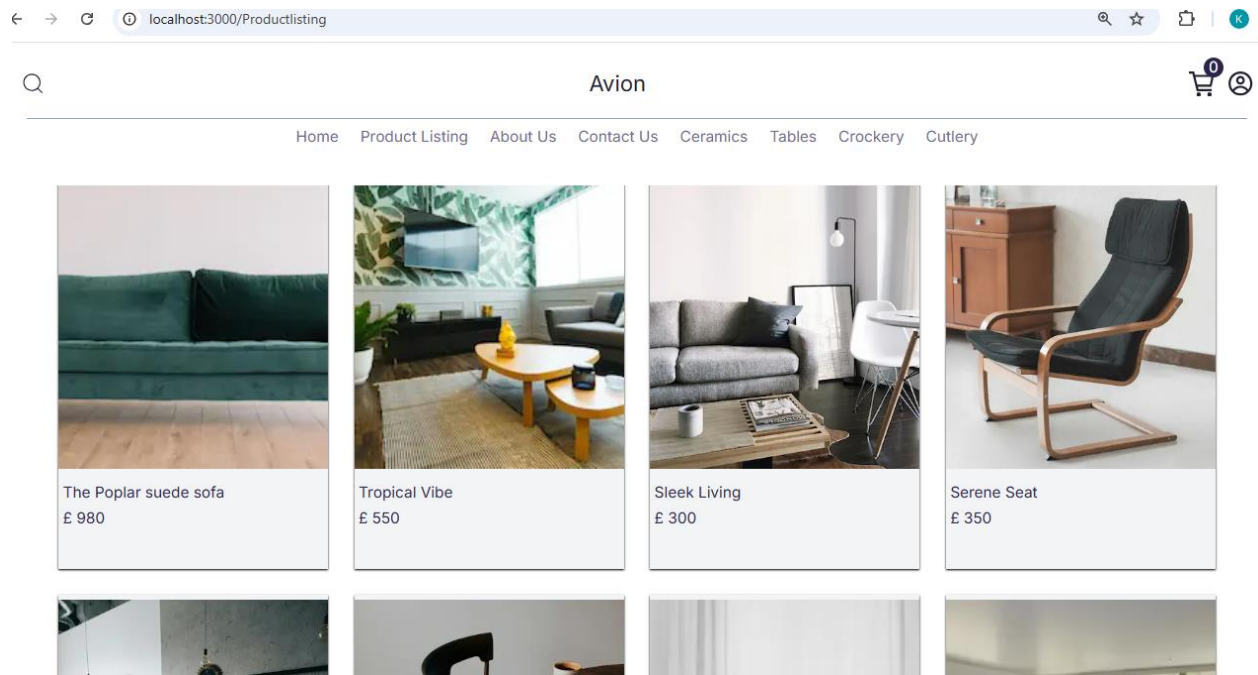 localhost:3000/Productlisting
K
Avion
0
Home Product Listing About Us Contact Us Ceramics Tables Crockery Cutlery
The Poplar suede sofa Tropical Vibe Sleek Living Serene Seat
£ 980 £ 550 £ 300 £ 350